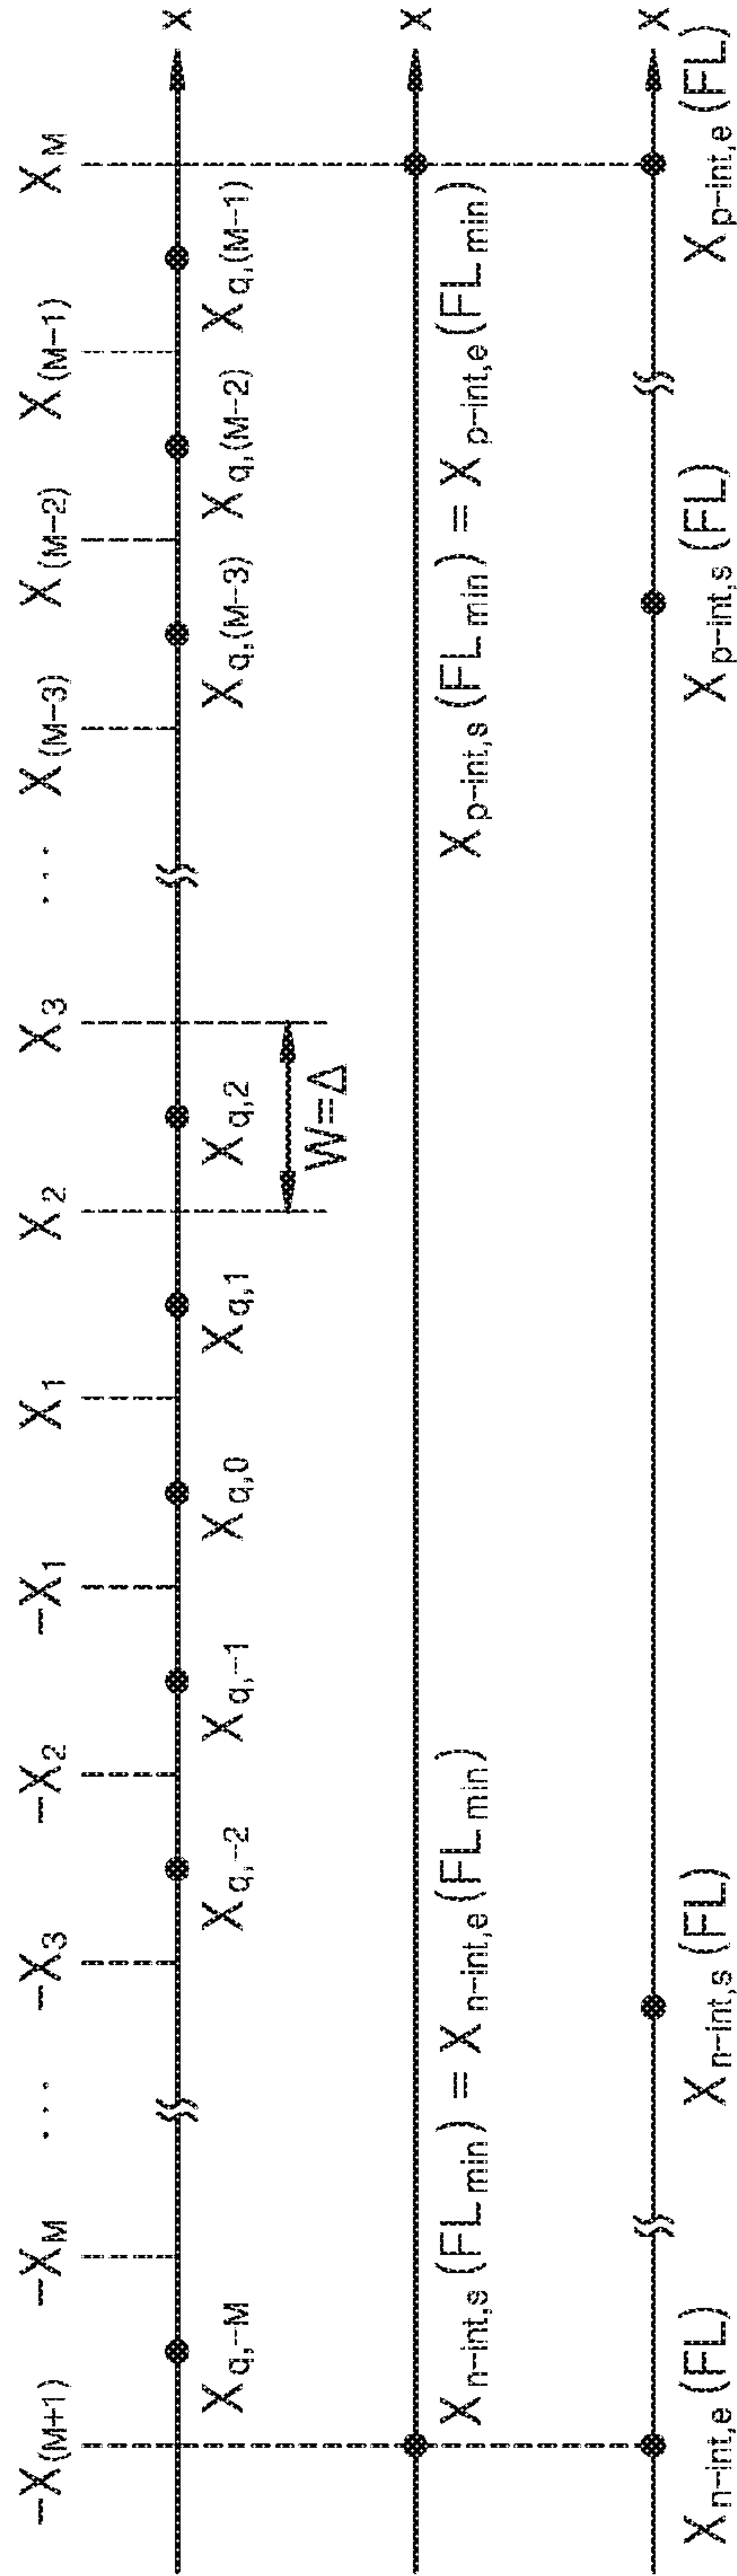 −X(M+1) −XM ··· −X3 −X2 −X1 X1 X2 X3 ··· X(M−3) X(M−2) X(M−1) XM
Xq,−M Xq,−2 Xq,−1 Xq,0 Xq,1 Xq,2 Xq,(M−3) Xq,(M−2) Xq,(M−1) X
W=Δ
Xn−int,s (FLmin) = Xn−int,e (FLmin) Xp−int,s (FLmin) = Xp−int,e (FLmin) X
Xn−int,e (FL) Xn−int,s (FL) Xp−int,s (FL) Xp−int,e (FL) X